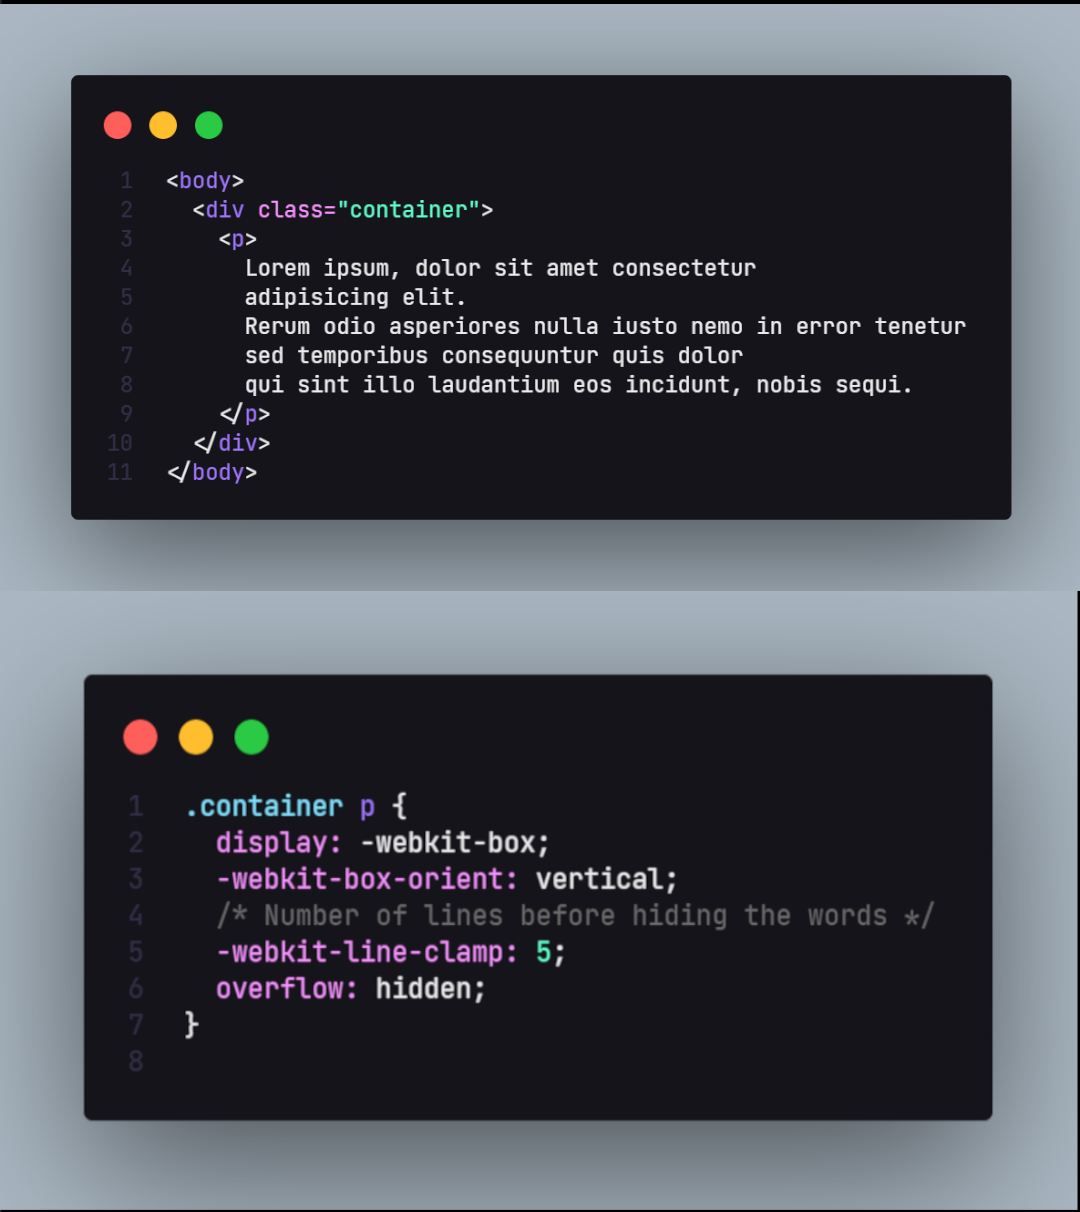 1 <body>
2 <div class="container">
3 <p>
4 Lorem ipsum, dolor sit amet consectetur
5 adipisicing elit.
6 Rerum odio asperiores nulla iusto nemo in error tenetur
7 sed temporibus consequuntur quis dolor
8 qui sint illo laudantium eos incidunt, nobis sequi.
9 </p>
10 </div>
11 </body>
1 .container p {
2 display: -webkit-box;
3 -webkit-box-orient: vertical;
4 /* Number of lines before hiding the words */
5 -webkit-line-clamp: 5;
6 overflow: hidden;
7 }
8